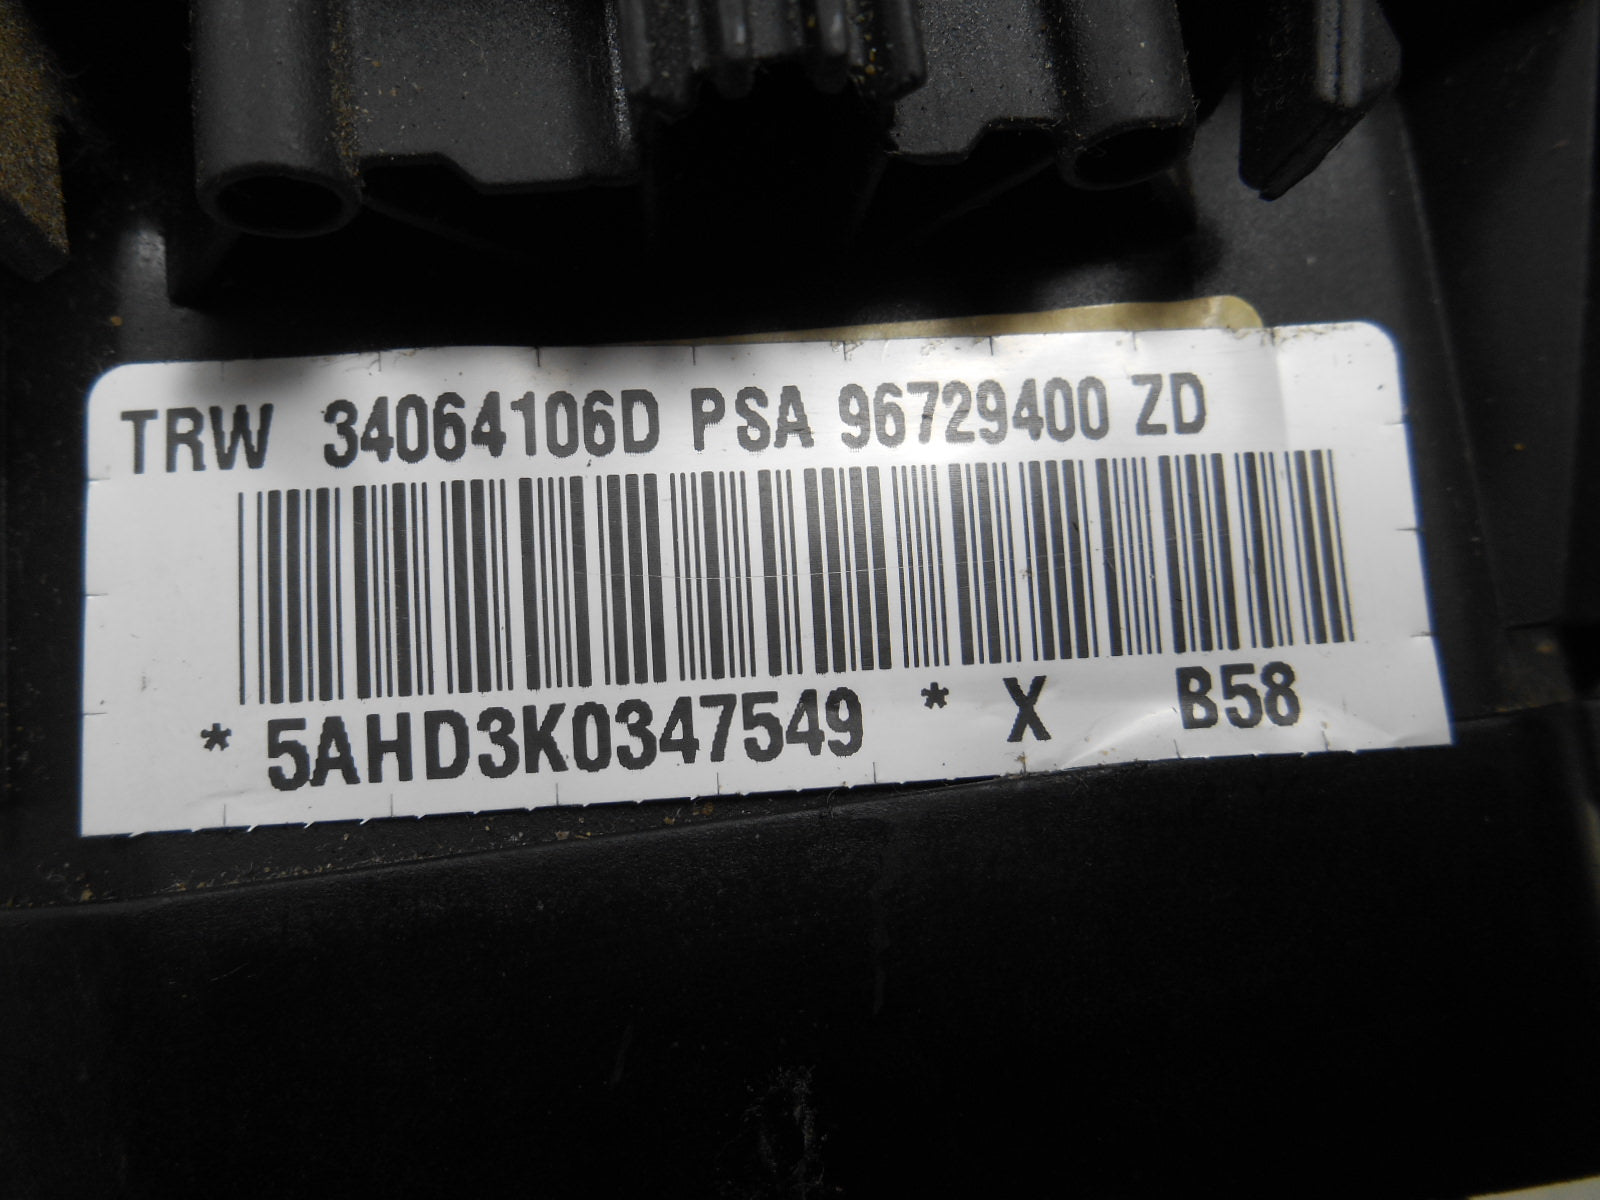 TRW 34064106D PSA 96729400 ZD
* 5AHD3K0347549 * X B58